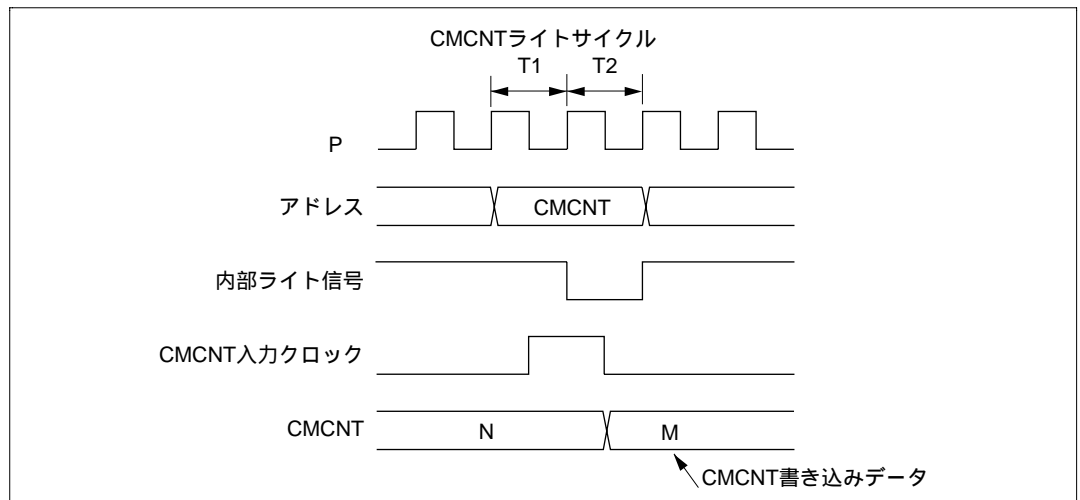 CMCNTライトサイクル
T1 T2
P
アドレス CMCNT
内部ライト信号
CMCNT入力クロック
CMCNT N M
CMCNT書き込みデータ